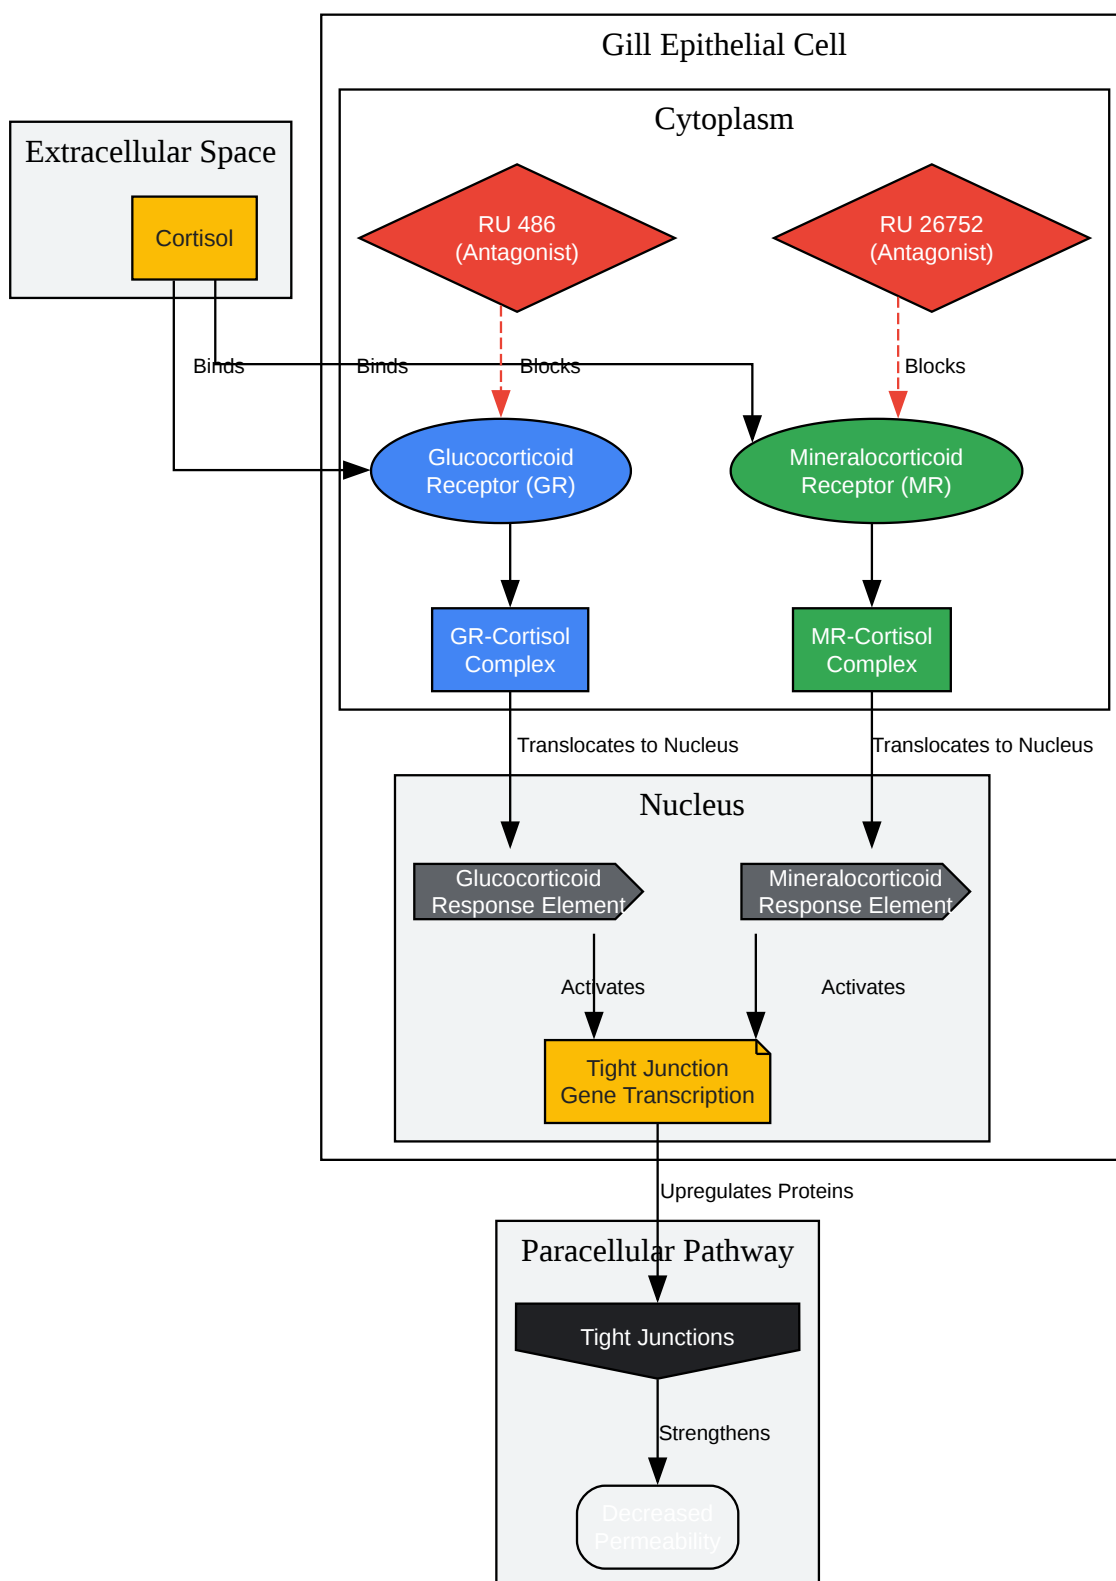 Gill Epithelial Cell
Cytoplasm
Extracellular Space
Cortisol
RU 486
(Antagonist)
RU 26752
(Antagonist)
Binds
Binds
Blocks
Blocks
Glucocorticoid
Receptor (GR)
Mineralocorticoid
Receptor (MR)
GR-Cortisol
Complex
MR-Cortisol
Complex
Translocates to Nucleus
Translocates to Nucleus
Nucleus
Glucocorticoid
Response Element
Mineralocorticoid
Response Element
Activates
Activates
Tight Junction
Gene Transcription
Upregulates Proteins
Paracellular Pathway
Tight Junctions
Strengthens
Decreased
Permeability